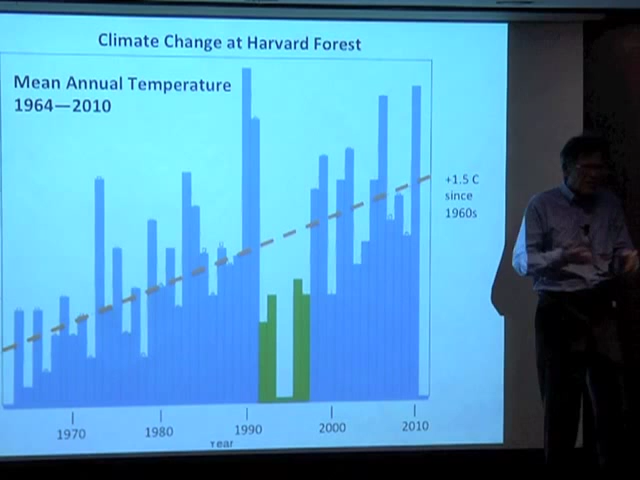 Climate Change at Harvard Forest
Mean Annual Temperature
1964—2010
+1.5 C
since
1960s
1970 1980 1990 2000 2010
Year